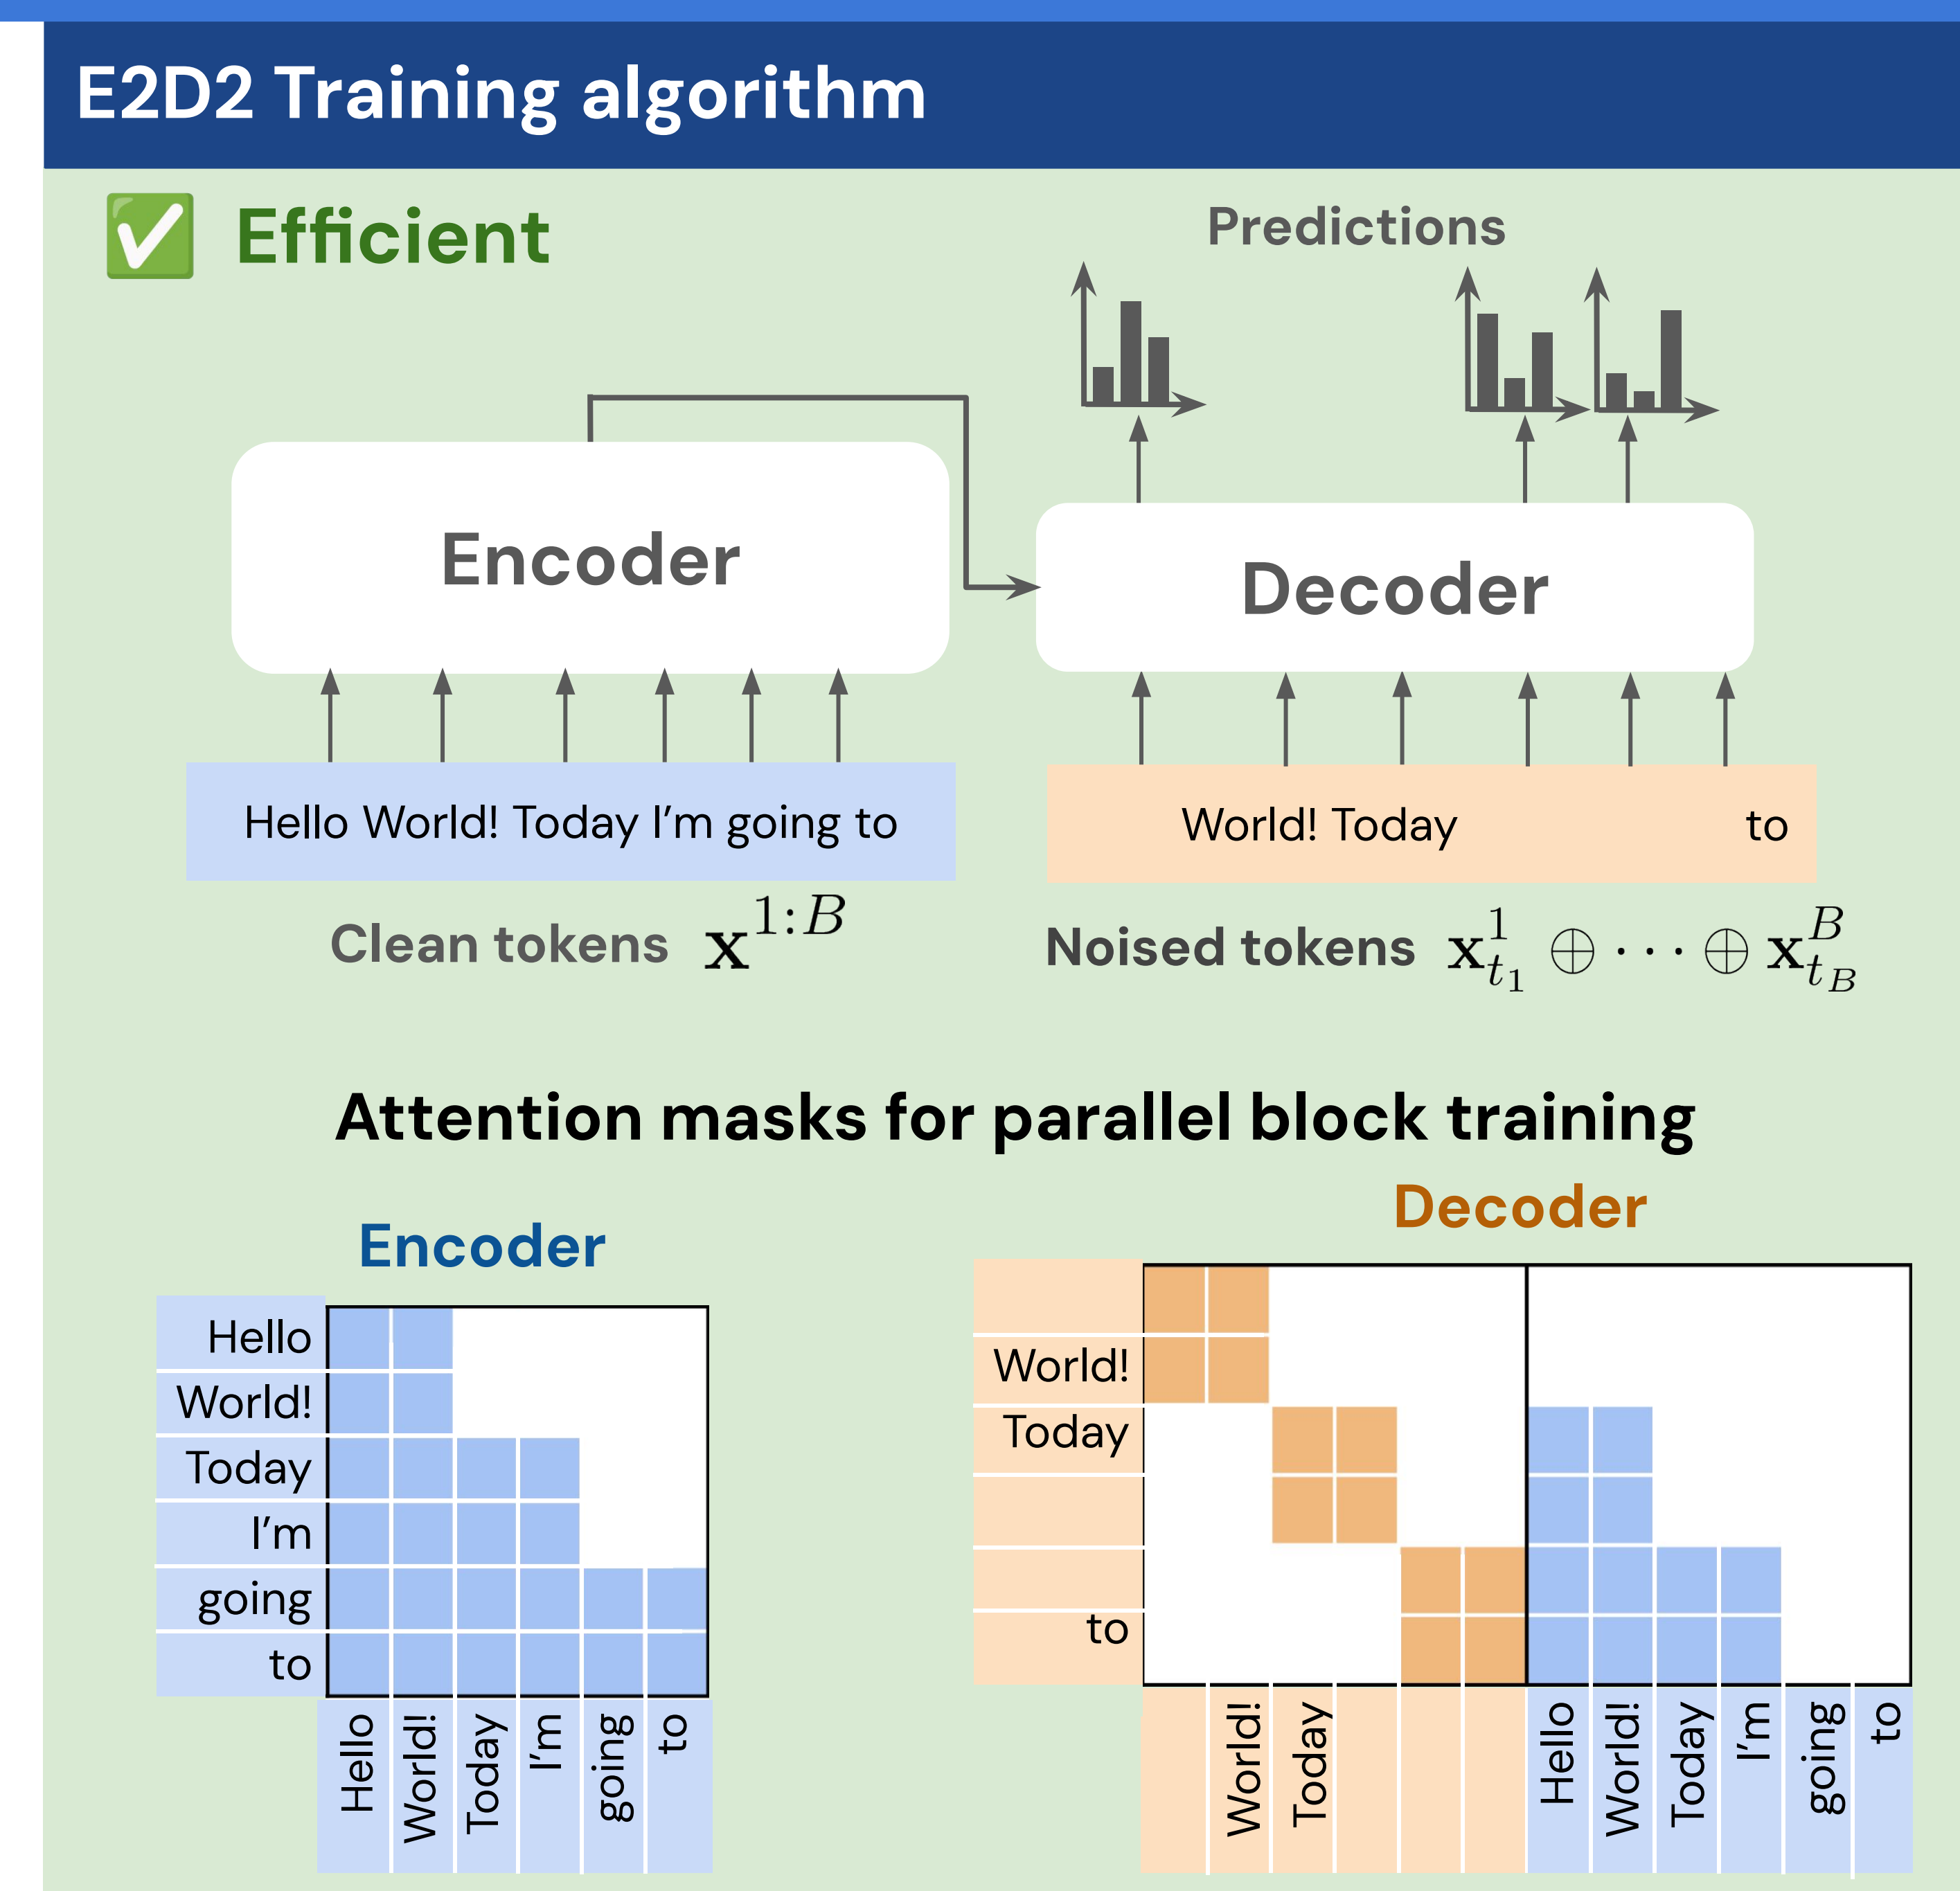 E2D2 Training algorithm
✅ Efficient
Predictions
Encoder
Decoder
Hello World! Today I'm going to
World! Today to
Clean tokens x^{1:B}
Noised tokens x^1_{t_1} ⊕ ··· ⊕ x^B_{t_B}
Attention masks for parallel block training
Encoder
Hello
World!
Today
I'm
going
to
Hello World! Today I'm going to
Decoder
World!
Today
to
World! Today Hello World! Today I'm going to